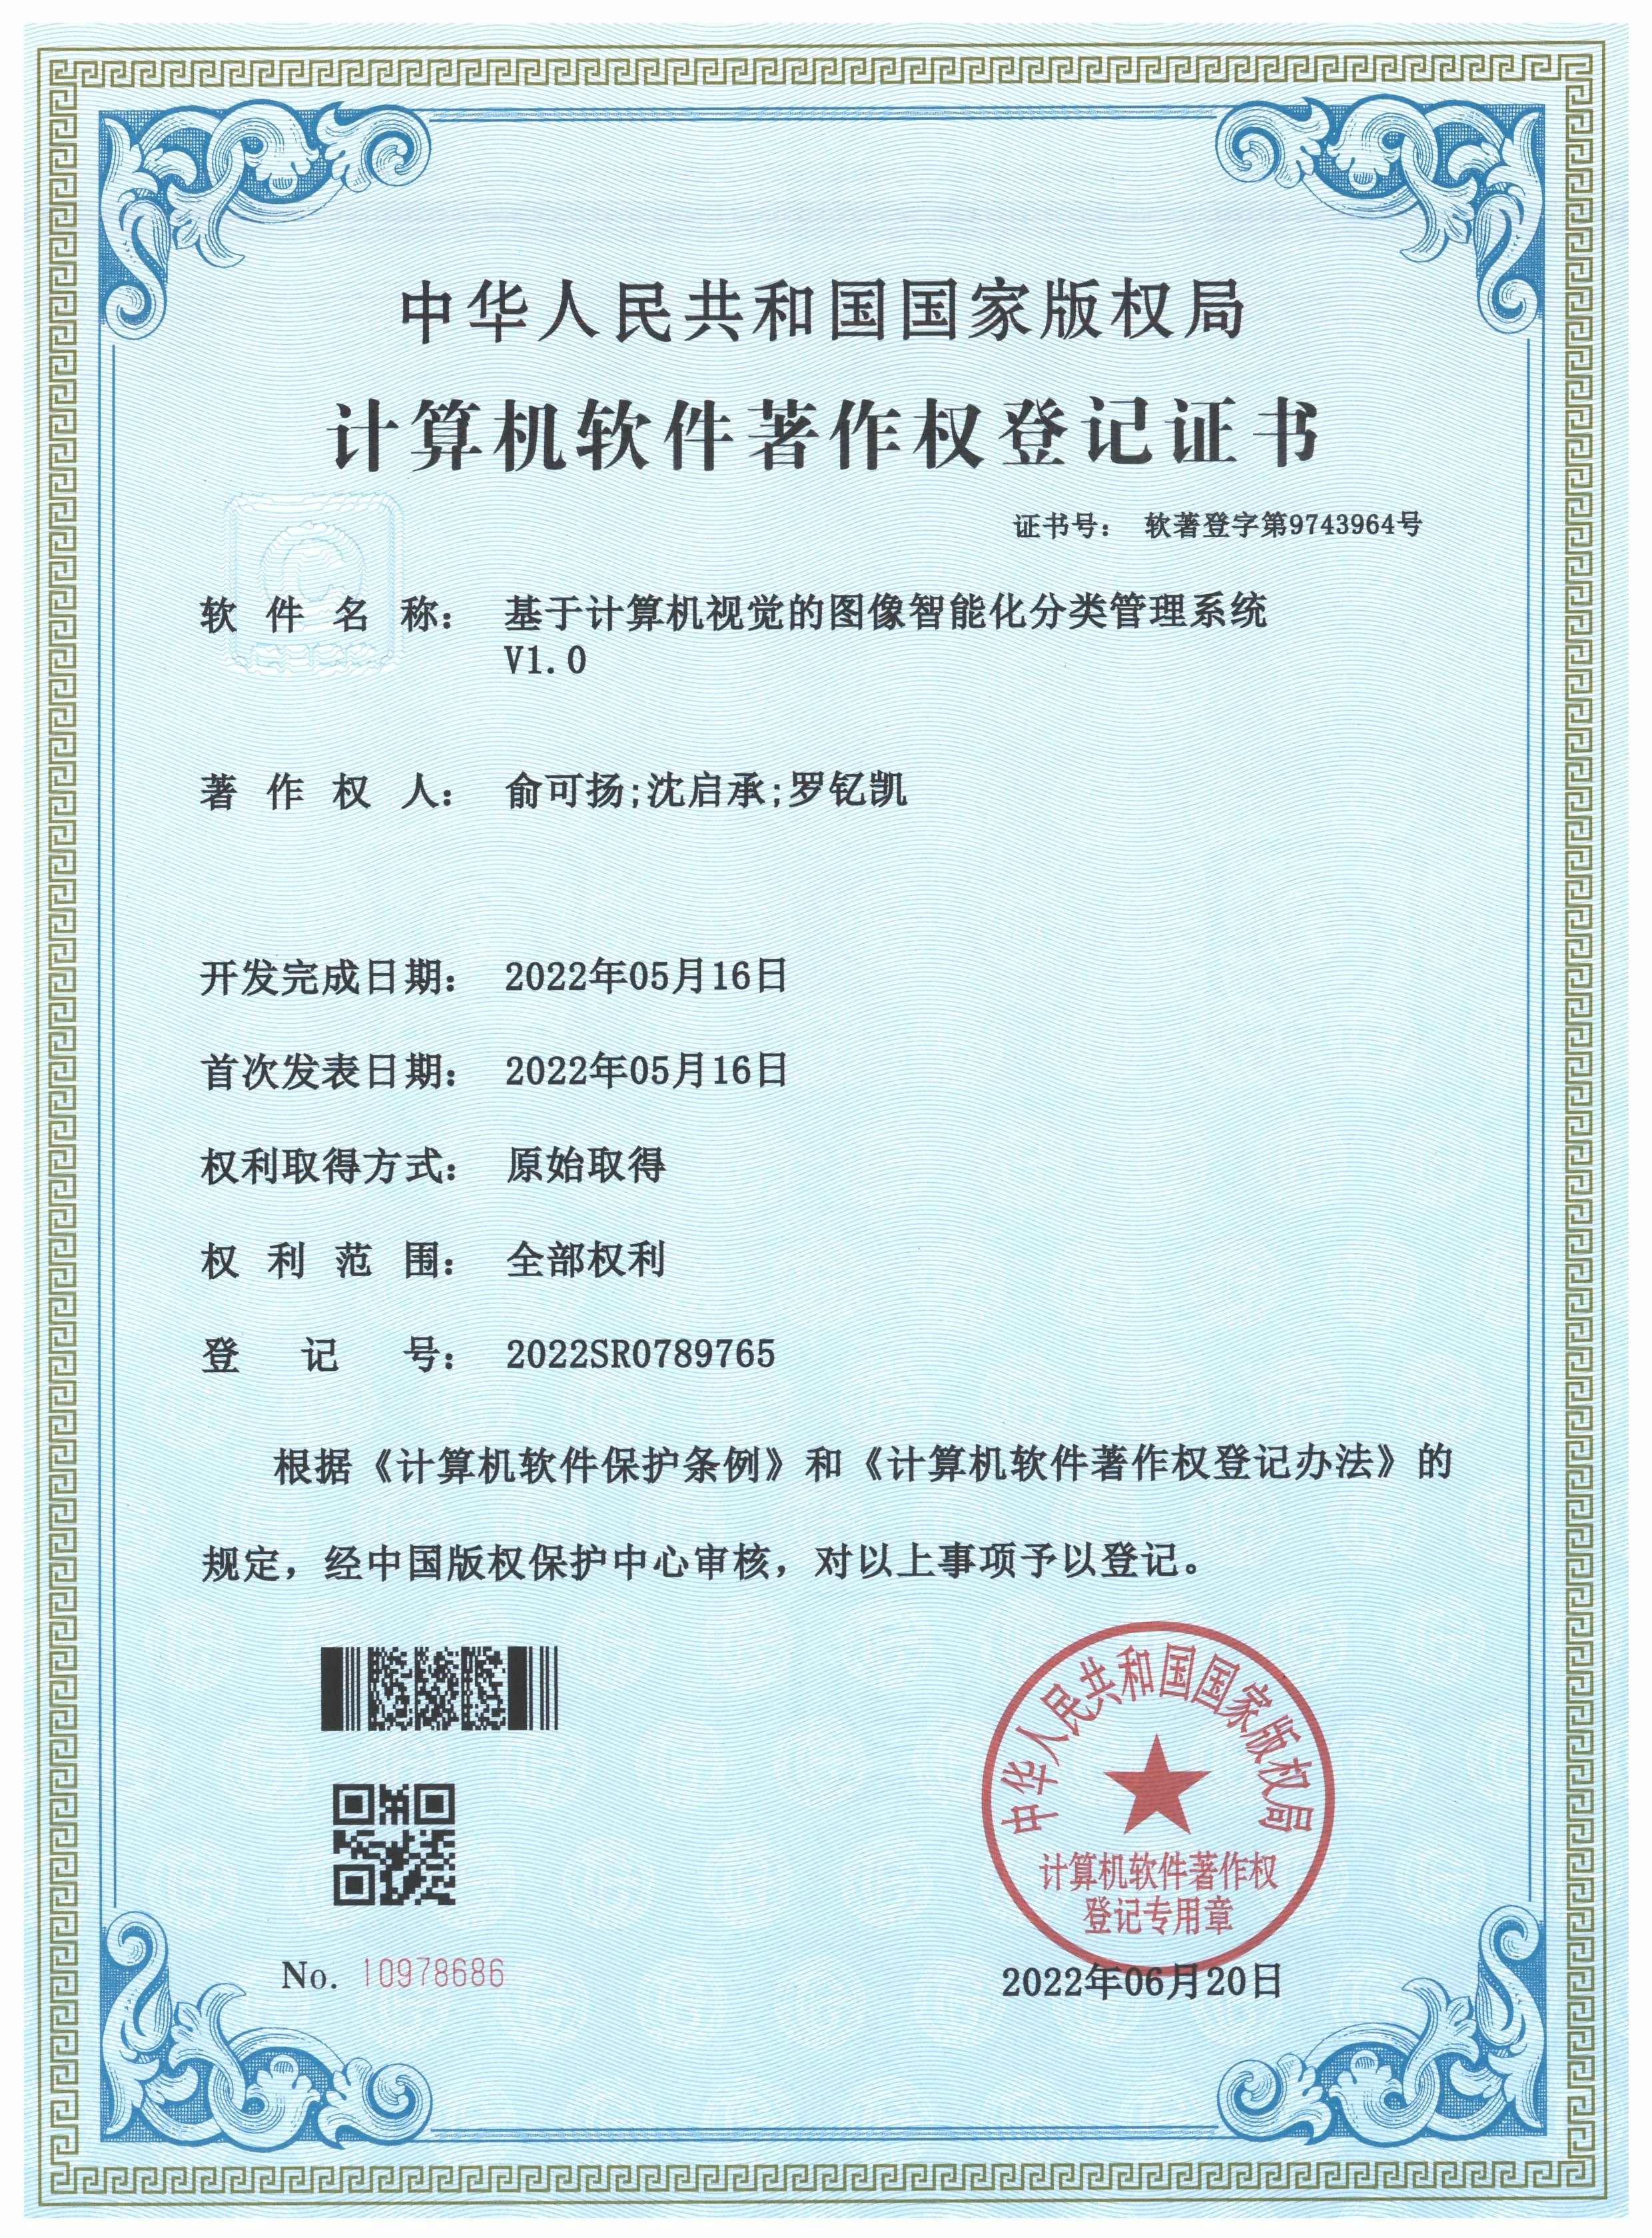 中华人民共和国国家版权局
计算机软件著作权登记证书
证书号： 软著登字第9743964号
软件名称： 基于计算机视觉的图像智能化分类管理系统
V1.0
著作权人： 俞可扬;沈启承;罗钇凯
开发完成日期： 2022年05月16日
首次发表日期： 2022年05月16日
权利取得方式： 原始取得
权利范围： 全部权利
登记号： 2022SR0789765
根据《计算机软件保护条例》和《计算机软件著作权登记办法》的
规定，经中国版权保护中心审核，对以上事项予以登记。
中华人民共和国国家版权局
计算机软件著作权
登记专用章
No. 10978686
2022年06月20日